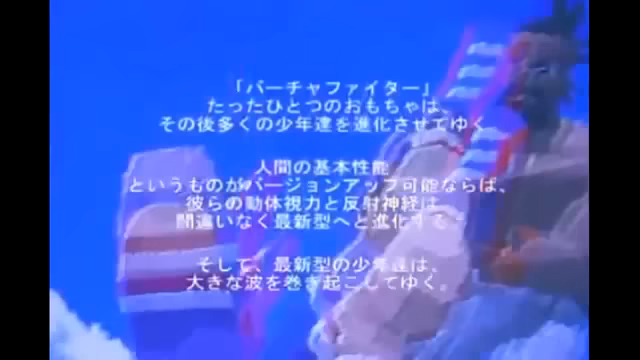 「バーチャファイター」
たったひとつのおもちゃは、
その後多くの少年達を進化させてゆく
人間の基本性能
というものがバージョンアップ可能ならば、
彼らの動体視力と反射神経は、
間違いなく最新型へと進化する。
そして、最新型の少年達は、
大きな波を巻き起こしてゆく。